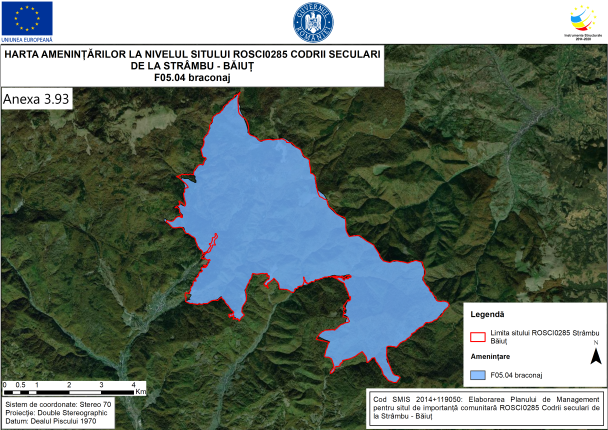 UNIUNEA EUROPEANĂ
GUVERNUL ROMÂNIEI
Instrumente Structurale
2014-2020
HARTA AMENINȚĂRILOR LA NIVELUL SITULUI ROSCI0285 CODRII SECULARI
DE LA STRÂMBU - BĂIUȚ
F05.04 braconaj
Anexa 3.93
Legendă
Limita sitului ROSCI0285 Strâmbu
Băiuț
Amenințare
F05.04 braconaj
N
0 0.5 1 2 3 4
Km
Sistem de coordonate: Stereo 70
Proiecție: Double Stereographic
Datum: Dealul Piscului 1970
Cod SMIS 2014+119050: Elaborarea Planului de Management
pentru situl de importanță comunitară ROSCI0285 Codrii seculari de
la Strâmbu - Băiuț